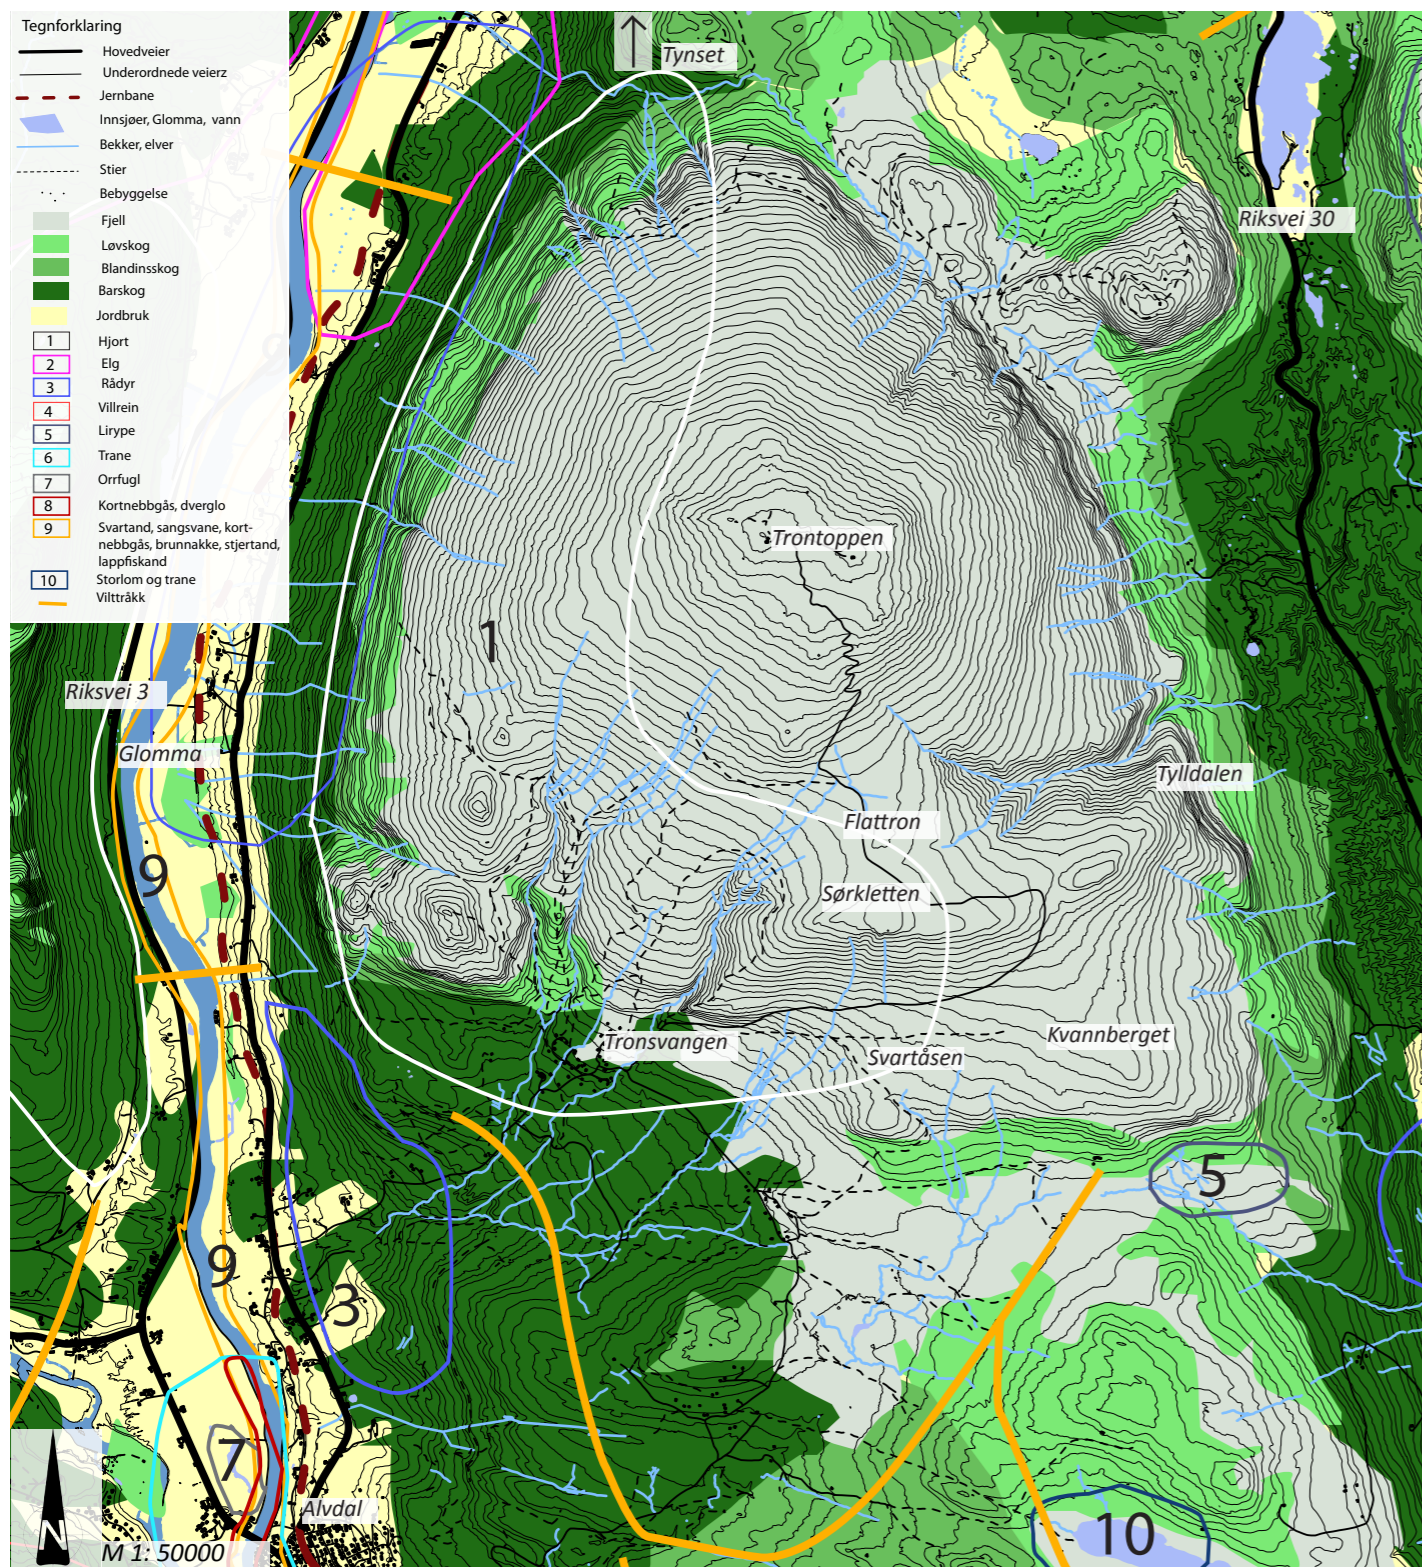 Tegnforklaring
Hovedveier
Underordnede veierz
Jernbane
Innsjøer, Glomma, vann
Bekker, elver
Stier
Bebyggelse
Fjell
Løvskog
Blandinsskog
Barskog
Jordbruk
1 Hjort
2 Elg
3 Rådyr
4 Villrein
5 Lirype
6 Trane
7 Orrfugl
8 Kortnebbgås, dverglo
9 Svartand, sangsvane, kort-
nebbgås, brunnakke, stjertand,
lappfiskand
10 Storlom og trane
Vilttråkk
Tynset
Riksvei 30
Trontoppen
1
Riksvei 3
Glomma
Tylldalen
Flattron
9
Sørkletten
Tronsvangen
Kvannberget
Svartåsen
5
9
3
7
Alvdal
10
N
M 1: 50000